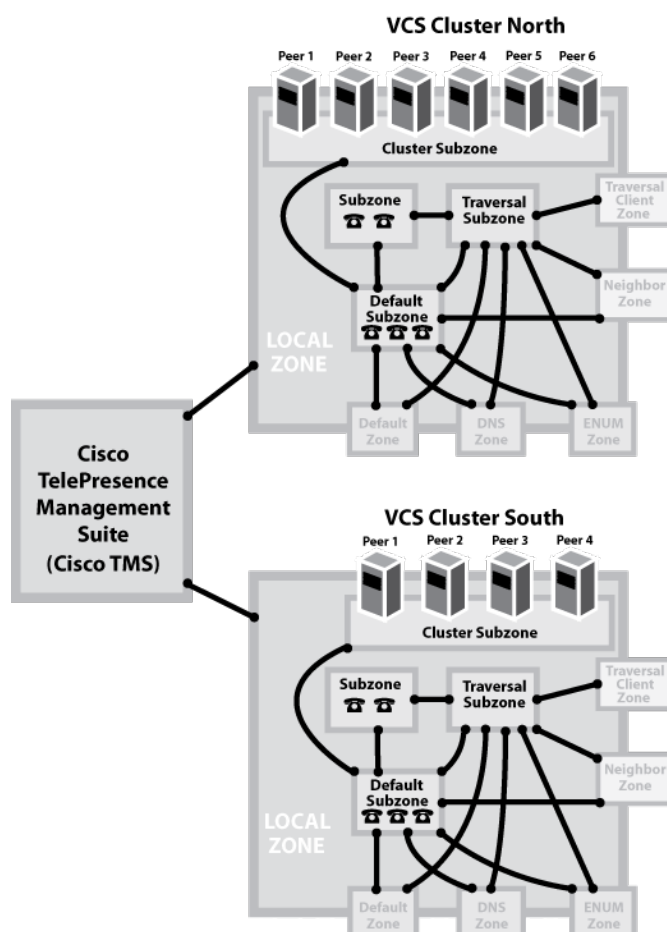 VCS Cluster North
Peer 1 Peer 2 Peer 3 Peer 4 Peer 5 Peer 6
Cluster Subzone
Subzone
Traversal
Subzone
Traversal
Client
Zone
Neighbor
Zone
Default
Subzone
LOCAL
ZONE
Default
Zone
DNS
Zone
ENUM
Zone
Cisco
TelePresence
Management
Suite
(Cisco TMS)
VCS Cluster South
Peer 1 Peer 2 Peer 3 Peer 4
Cluster Subzone
Subzone
Traversal
Subzone
Traversal
Client
Zone
Neighbor
Zone
Default
Subzone
LOCAL
ZONE
Default
Zone
DNS
Zone
ENUM
Zone